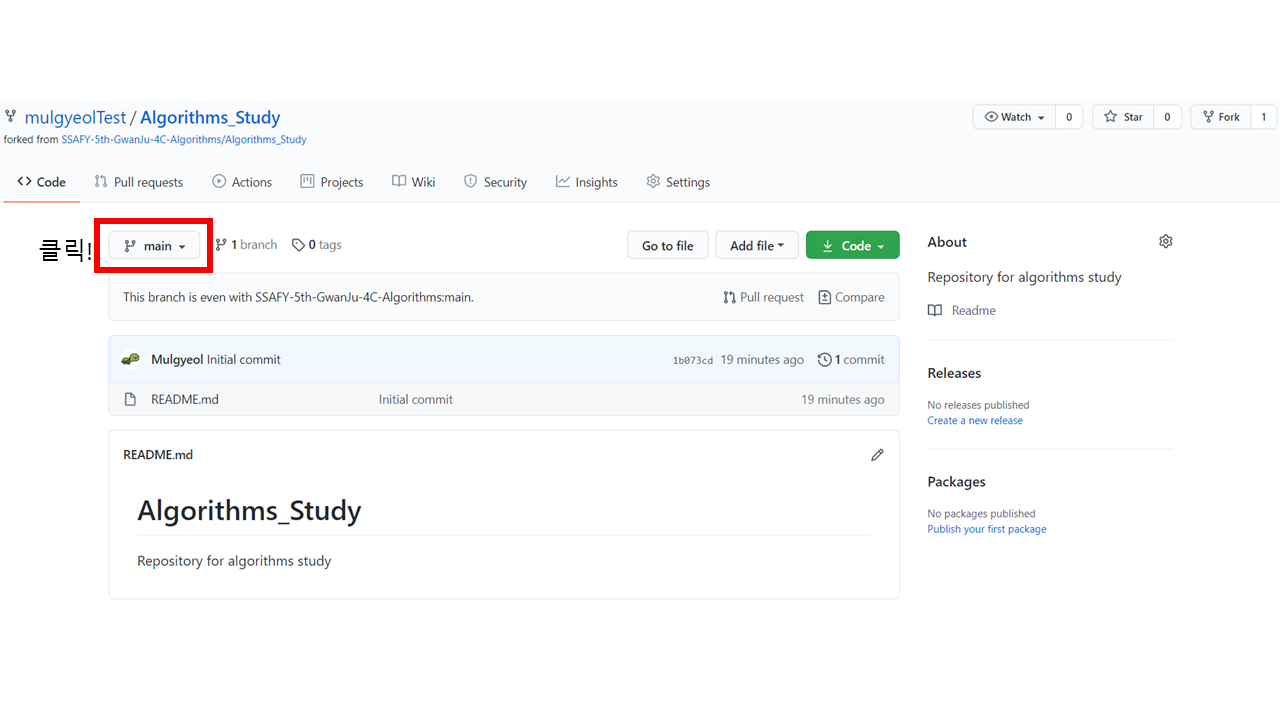 mulgyeolTest / Algorithms_Study
Watch 0 Star 0 Fork 1
forked from SSAFY-5th-GwanJu-4C-Algorithms/Algorithms_Study
Code Pull requests Actions Projects Wiki Security Insights Settings
클릭! main 1 branch 0 tags Go to file Add file Code
This branch is even with SSAFY-5th-GwanJu-4C-Algorithms:main. Pull request Compare
Mulgyeol Initial commit 1b073cd 19 minutes ago 1 commit
README.md Initial commit 19 minutes ago
README.md
Algorithms_Study
Repository for algorithms study
About
Repository for algorithms study
Readme
Releases
No releases published
Create a new release
Packages
No packages published
Publish your first package